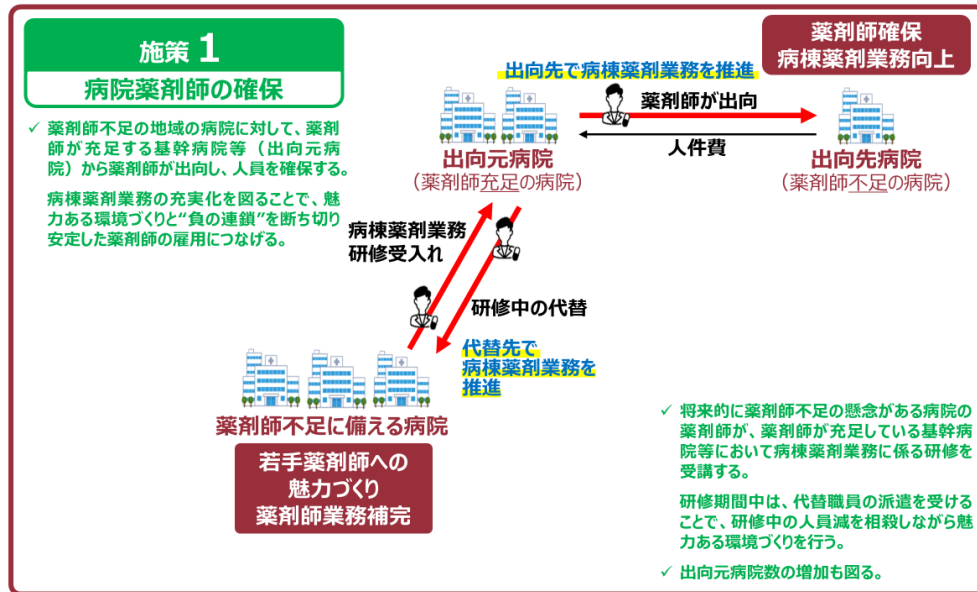 施策 1
病院薬剤師の確保
✓ 薬剤師不足の地域の病院に対して、薬剤
師が充足する基幹病院等（出向元病
院）から薬剤師が出向し、人員を確保する。
病棟薬剤業務の充実化を図ることで、魅
力ある環境づくりと“負の連鎖”を断ち切り
安定した薬剤師の雇用につなげる。
薬剤師確保
病棟薬剤業務向上
出向先で病棟薬剤業務を推進
薬剤師が出向
人件費
出向元病院
（薬剤師充足の病院）
出向先病院
（薬剤師不足の病院）
病棟薬剤業務
研修受入れ
研修中の代替
代替先で
病棟薬剤業務を
推進
薬剤師不足に備える病院
若手薬剤師への
魅力づくり
薬剤師業務補完
✓ 将来的に薬剤師不足の懸念がある病院の
薬剤師が、薬剤師が充足している基幹病
院等において病棟薬剤業務に係る研修を
受講する。
研修期間中は、代替職員の派遣を受ける
ことで、研修中の人員減を相殺しながら魅
力ある環境づくりを行う。
✓ 出向元病院数の増加も図る。